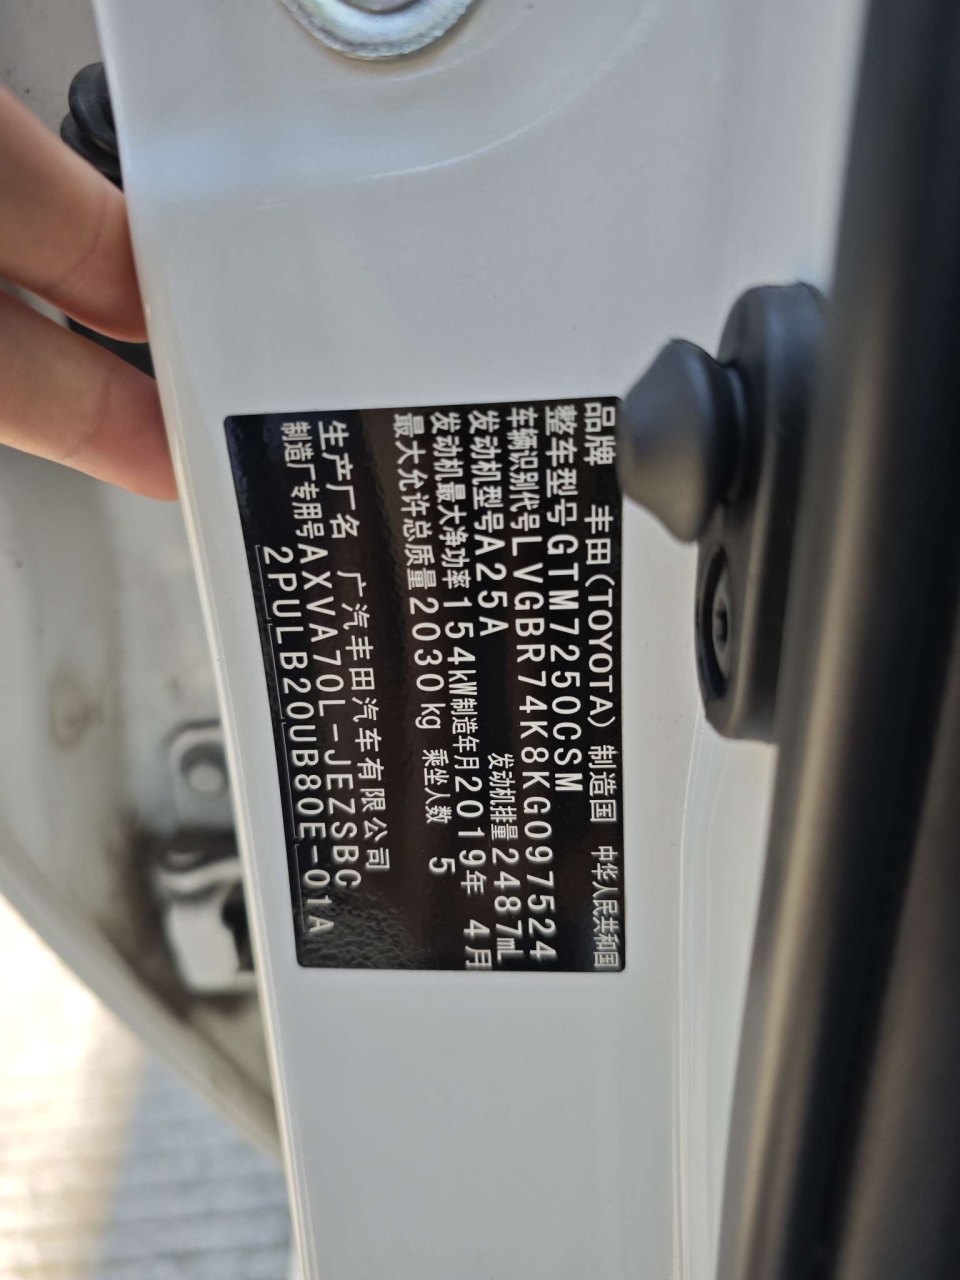 品牌 丰田(TOYOTA) 制造国 中华人民共和国
整车型号GTM7250CSM
车辆识别代号LVGBR74K8KG097524
发动机型号A25A 发动机排量2487mL
发动机最大净功率154kW制造年月2019年 4月
最大允许总质量2030kg 乘坐人数 5
生产厂名 广汽丰田汽车有限公司
制造厂专用号AXVA70L-JEZSBC
2PULB20UB80E-01A